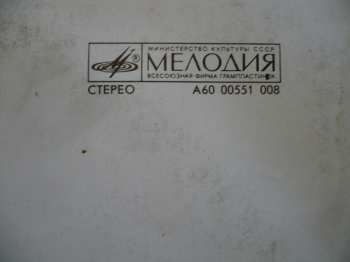 МИНИСТЕРСТВО КУЛЬТУРЫ СССР
® МЕЛОДИЯ
ВСЕСОЮЗНАЯ ФИРМА ГРАМПЛАСТИНОК
СТЕРЕО А60 00551 008